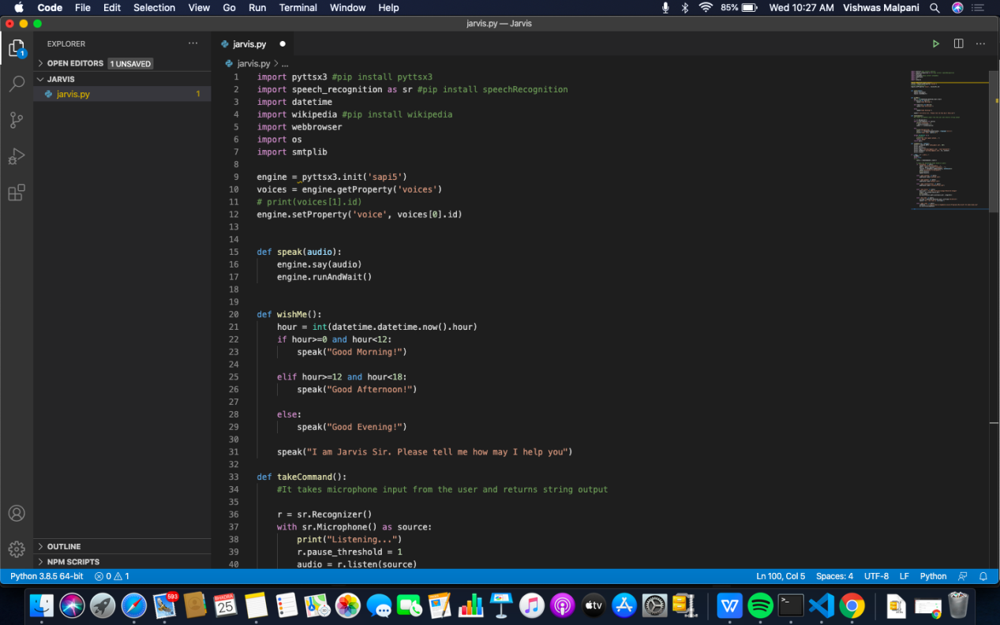 Code File Edit Selection View Go Run Terminal Window Help 85% Wed 10:27 AM Vishwas Malpani
jarvis.py — Jarvis
EXPLORER
OPEN EDITORS 1 UNSAVED
JARVIS
jarvis.py 1
1
jarvis.py
jarvis.py > ...
1 import pyttsx3 #pip install pyttsx3
2 import speech_recognition as sr #pip install speechRecognition
3 import datetime
4 import wikipedia #pip install wikipedia
5 import webbrowser
6 import os
7 import smtplib
8
9 engine = pyttsx3.init('sapi5')
10 voices = engine.getProperty('voices')
11 # print(voices[1].id)
12 engine.setProperty('voice', voices[0].id)
13
14
15 def speak(audio):
16 engine.say(audio)
17 engine.runAndWait()
18
19
20 def wishMe():
21 hour = int(datetime.datetime.now().hour)
22 if hour>=0 and hour<12:
23 speak("Good Morning!")
24
25 elif hour>=12 and hour<18:
26 speak("Good Afternoon!")
27
28 else:
29 speak("Good Evening!")
30
31 speak("I am Jarvis Sir. Please tell me how may I help you")
32
33 def takeCommand():
34 #It takes microphone input from the user and returns string output
35
36 r = sr.Recognizer()
37 with sr.Microphone() as source:
38 print("Listening...")
39 r.pause_threshold = 1
40 audio = r.listen(source)
OUTLINE
NPM SCRIPTS
Python 3.8.5 64-bit 0 1 Ln 100, Col 5 Spaces: 4 UTF-8 LF Python
593
BHADRA
25
tv